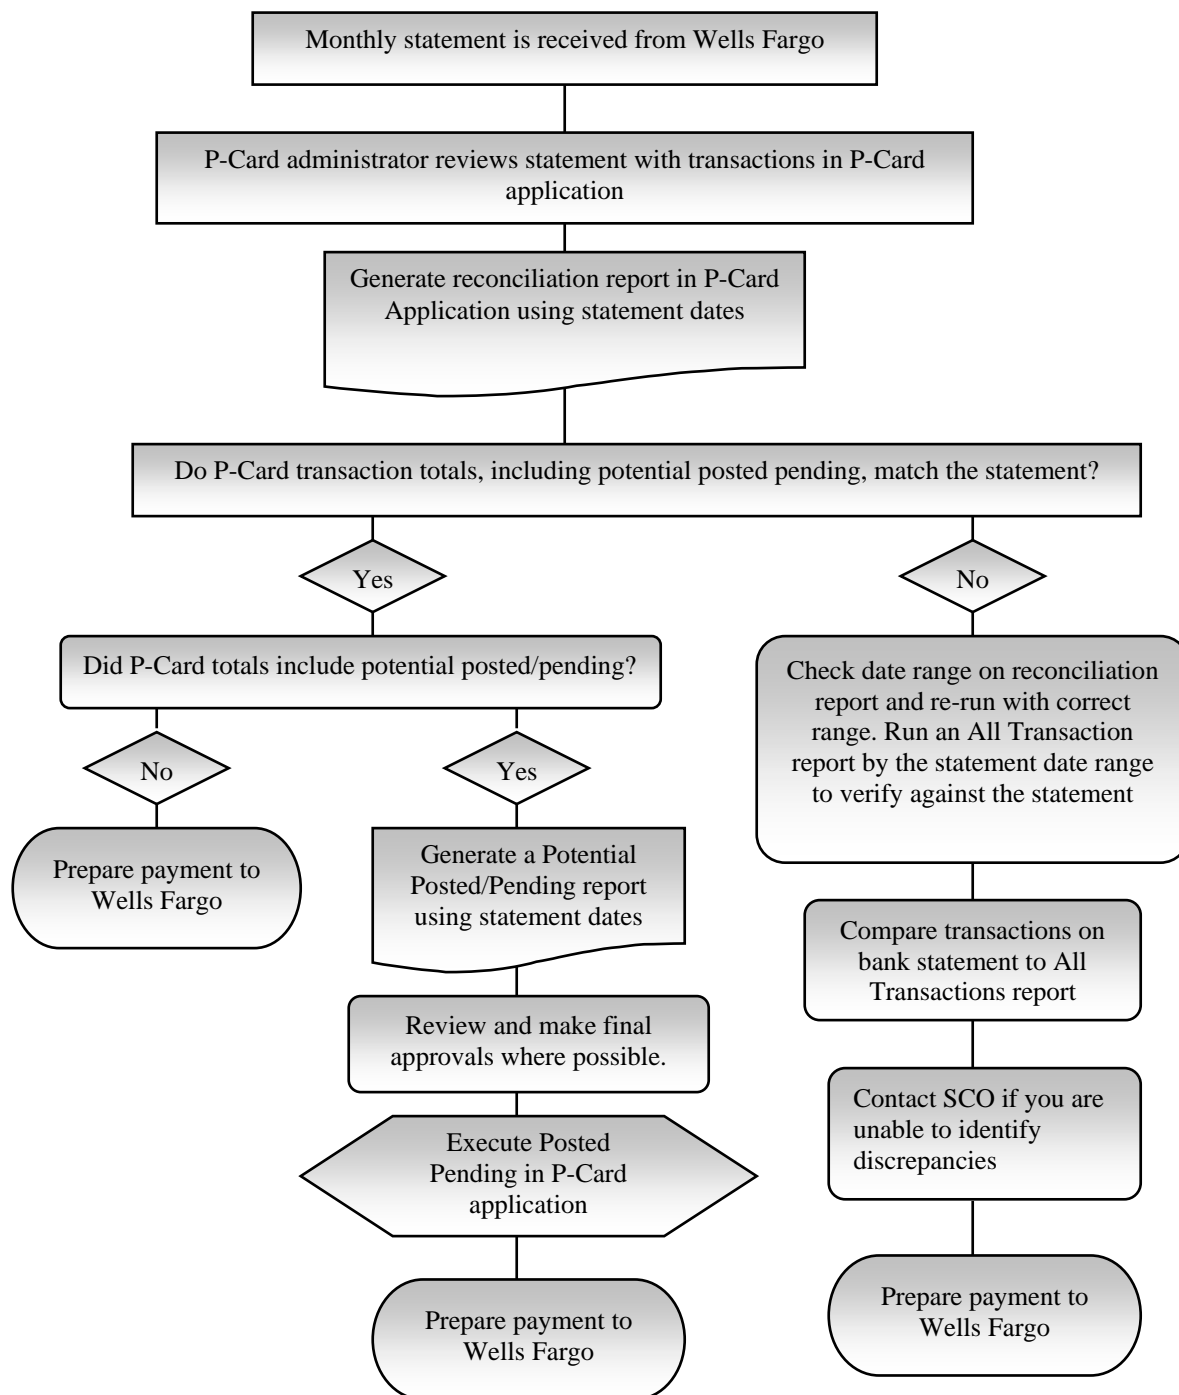 Monthly statement is received from Wells Fargo
P-Card administrator reviews statement with transactions in P-Card
application
Generate reconciliation report in P-Card
Application using statement dates
Do P-Card transaction totals, including potential posted pending, match the statement?
Yes
No
Did P-Card totals include potential posted/pending?
No
Yes
Prepare payment to
Wells Fargo
Generate a Potential
Posted/Pending report
using statement dates
Review and make final
approvals where possible.
Execute Posted
Pending in P-Card
application
Prepare payment to
Wells Fargo
Check date range on reconciliation
report and re-run with correct
range. Run an All Transaction
report by the statement date range
to verify against the statement
Compare transactions on
bank statement to All
Transactions report
Contact SCO if you are
unable to identify
discrepancies
Prepare payment to
Wells Fargo